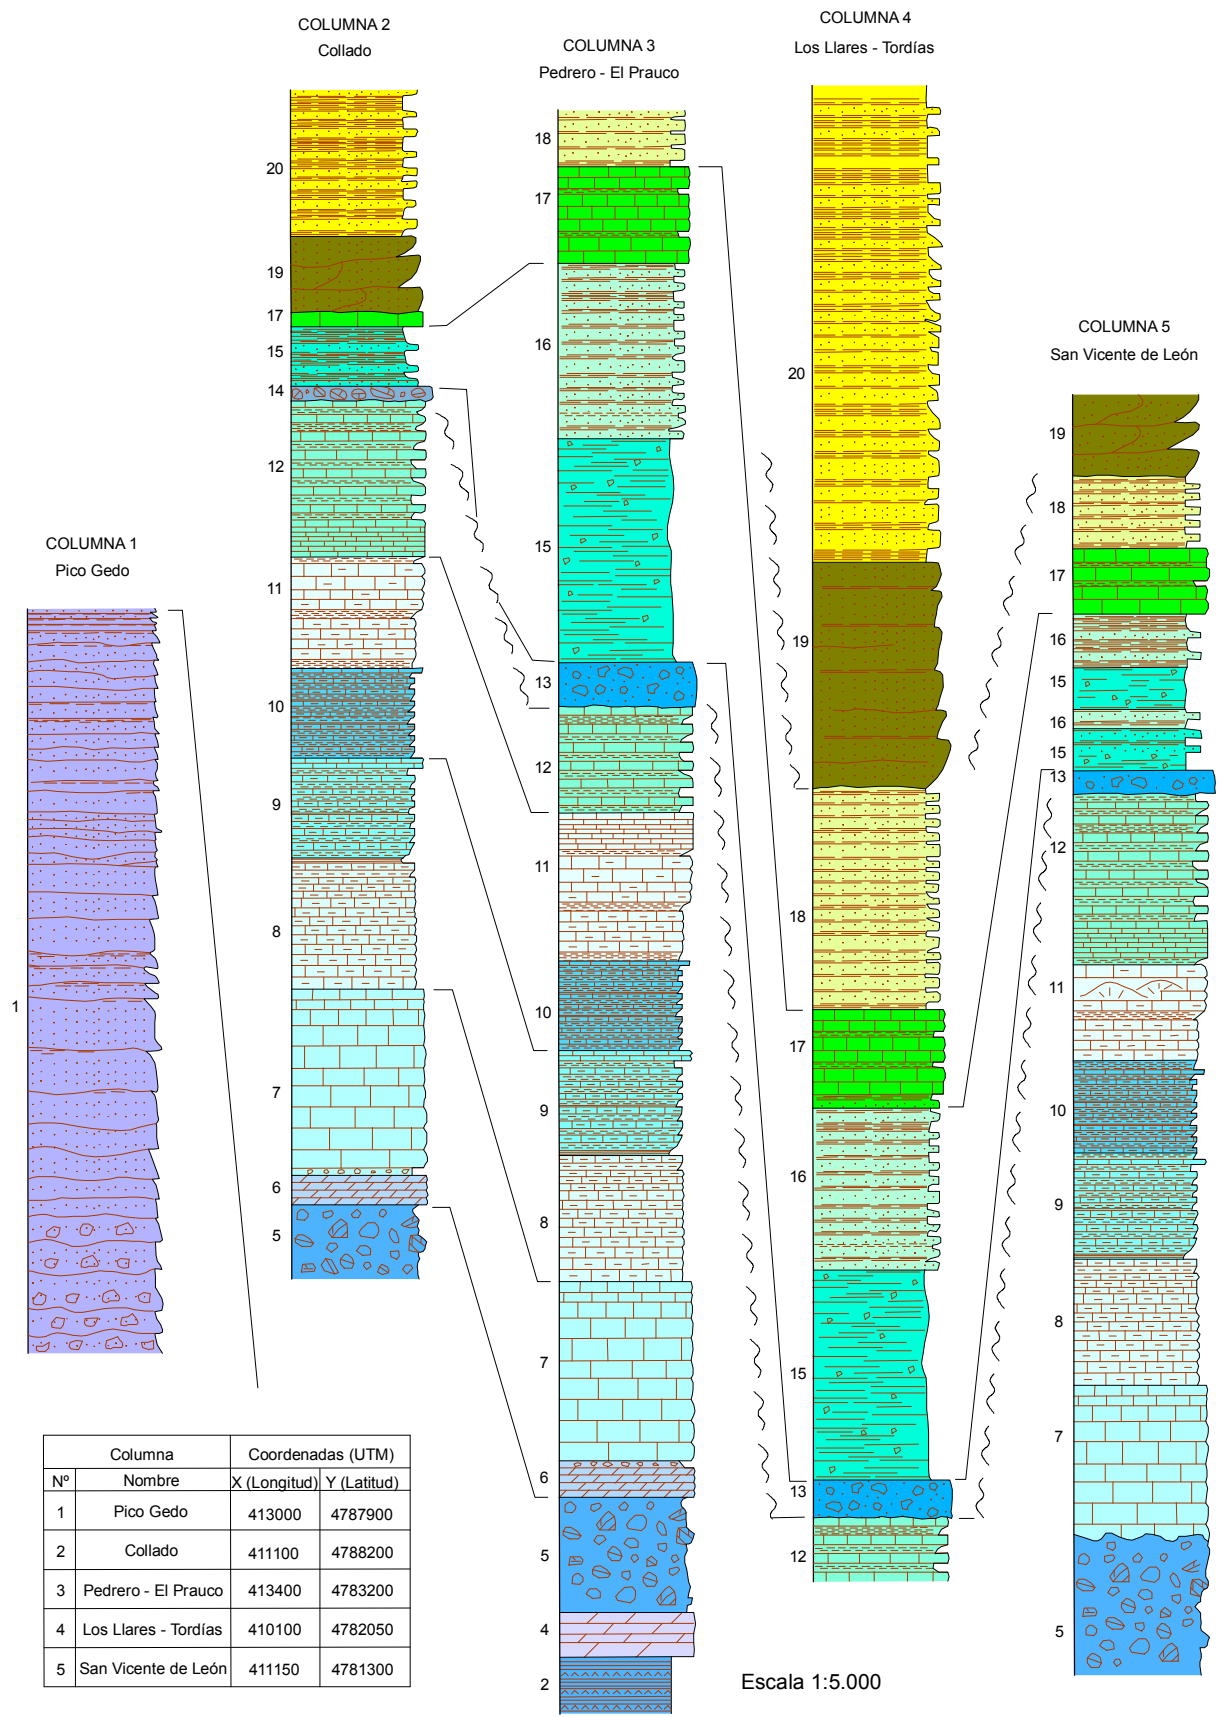 COLUMNA 1
Pico Gedo
1
COLUMNA 2
Collado
20
19
17
15
14
12
11
10
9
8
7
6
5
COLUMNA 3
Pedrero - El Prauco
18
17
16
15
13
12
11
10
9
8
7
6
5
4
2
COLUMNA 4
Los Llares - Tordías
20
19
18
17
16
15
13
12
COLUMNA 5
San Vicente de León
19
18
17
16
15
16
15
13
12
11
10
9
8
7
5
Columna Coordenadas (UTM)
Nº Nombre X (Longitud) Y (Latitud)
1 Pico Gedo 413000 4787900
2 Collado 411100 4788200
3 Pedrero - El Prauco 413400 4783200
4 Los Llares - Tordías 410100 4782050
5 San Vicente de León 411150 4781300
Escala 1:5.000